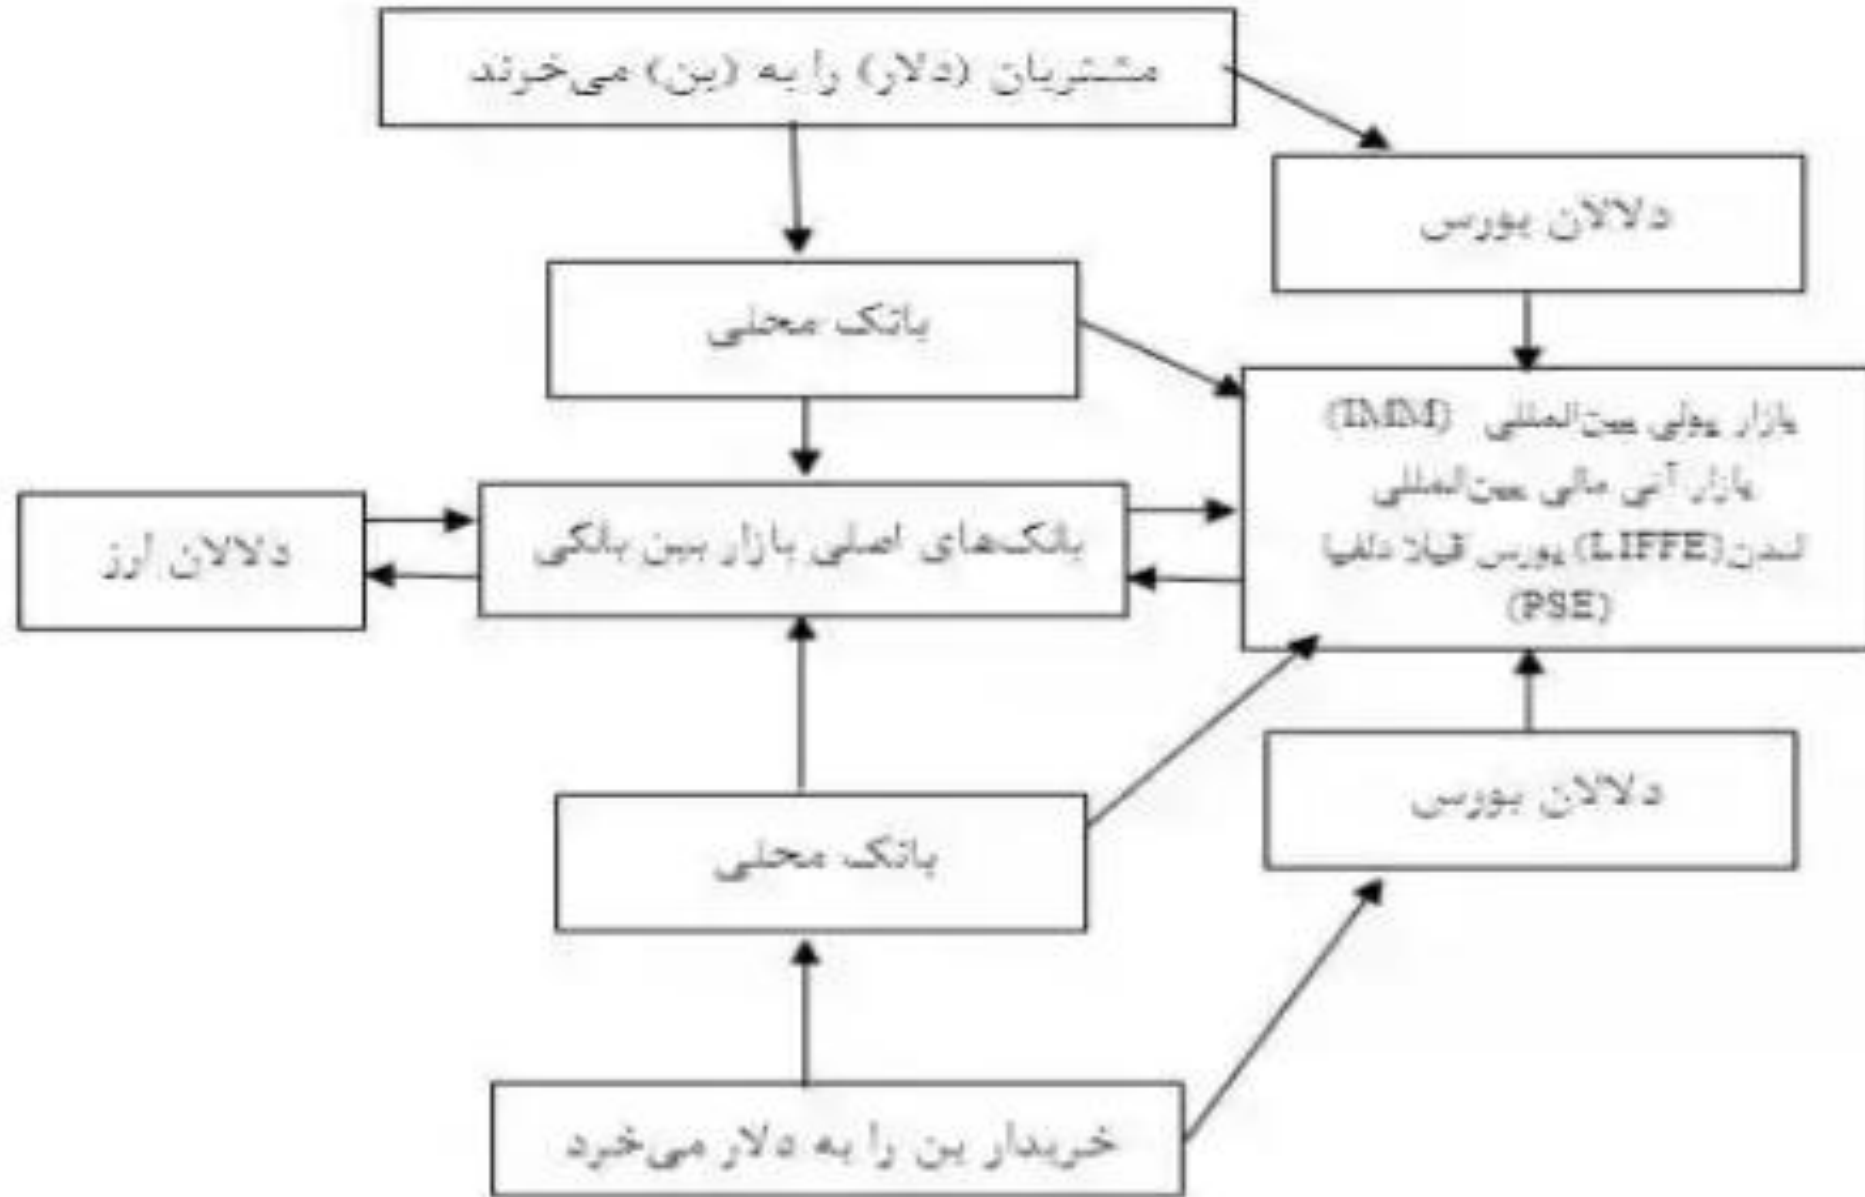 مشتریان (دلار) را به (ین) می‌خرند
دلالان بورس
بانک محلی
بازار پولی بین‌المللی (IMM)
بازار آتی مالی بین‌المللی
لندن (LIFFE) بورس فیلا دلفیا
(PSE)
بانک‌های اصلی بازار بین بانکی
دلالان ارز
دلالان بورس
بانک محلی
خریدار ین را به دلار می‌خرد